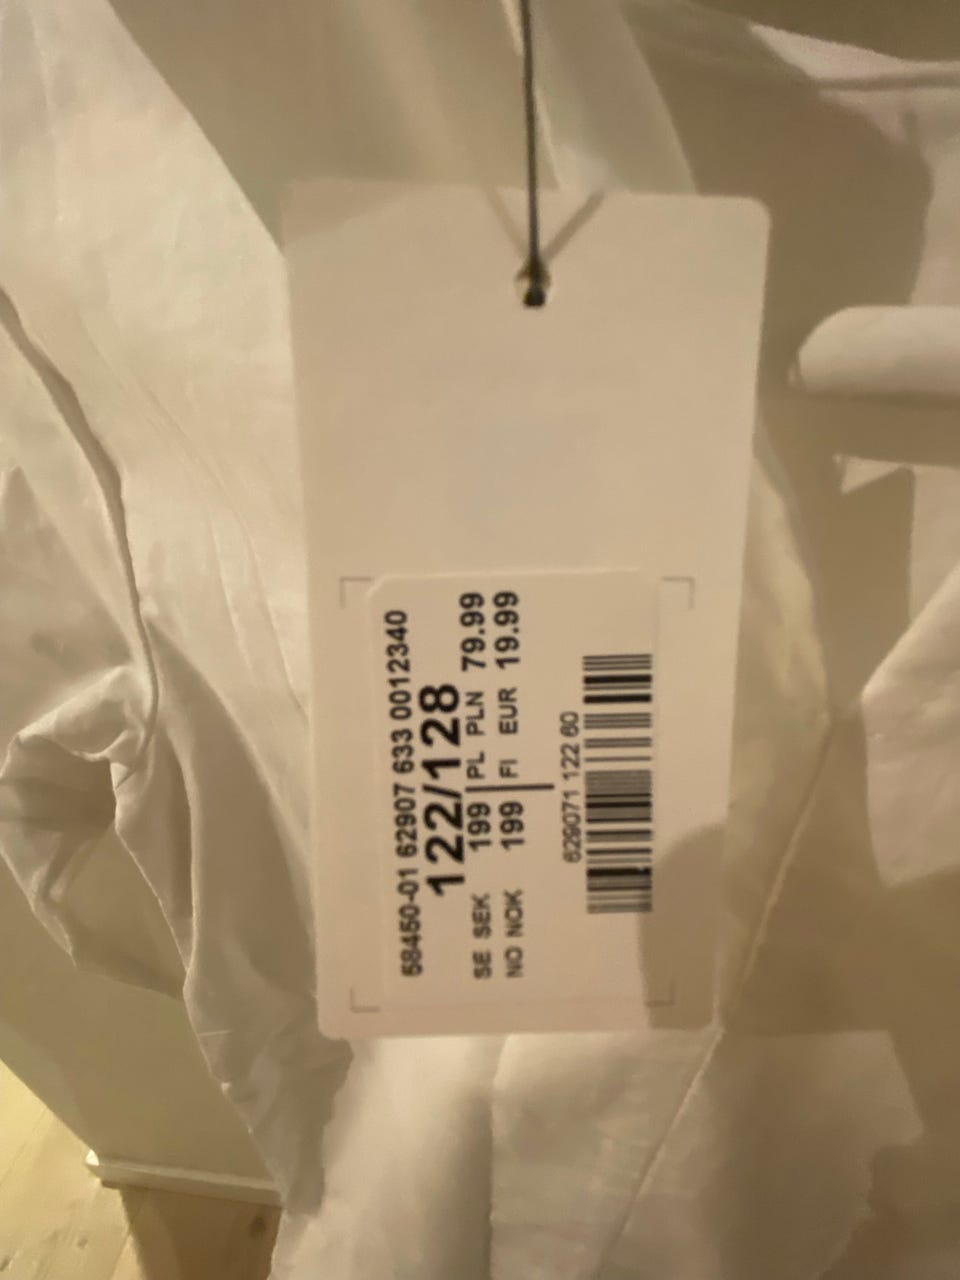 58450-01 62907 633 0012340
122/128
SE SEK 199 | PL PLN 79.99
NO NOK 199 | FI EUR 19.99
629071 122 60